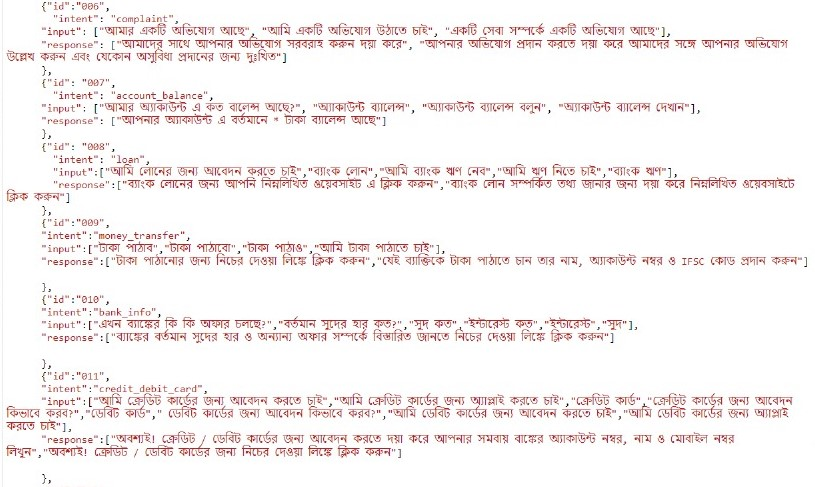 {"id":"006",
"intent": "complaint",
"input": ["আমার একটি অভিযোগ আছে", "আমি একটি অভিযোগ উঠাতে চাই", "একটি সেবা সম্পর্কে একটি অভিযোগ আছে"],
"response": ["আমাদের সাথে আপনার অভিযোগ সরবরাহ করুন দয়া করে", "আপনার অভিযোগ প্রদান করতে দয়া করে আমাদের সঙ্গে আপনার অভিযোগ
উল্লেখ করুন এবং যেকোন অসুবিধা প্রদানের জন্য দুঃখিত"]
},
{"id": "007",
"intent": "account_balance",
"input": ["আমার অ্যাকাউন্ট এ কত বালেন্স আছে?", "অ্যাকাউন্ট ব্যালেন্স", "অ্যাকাউন্ট ব্যালেন্স বলুন", "অ্যাকাউন্ট ব্যালেন্স দেখান"],
"response": ["আপনার অ্যাকাউন্ট এ বর্তমানে * টাকা ব্যালেন্স আছে"]
},
{"id": "008",
"intent": "loan",
"input":["আমি লোনের জন্য আবেদন করতে চাই","ব্যাংক লোন","আমি ব্যাংক ঋণ নেব","আমি ঋণ নিতে চাই","ব্যাংক ঋণ"],
"response":["ব্যাংক লোনের জন্য আপনি নিম্নলিখিত ওয়েবসাইট এ ক্লিক করুন","ব্যাংক লোন সম্পর্কিত তথ্য জানার জন্য দয়া করে নিম্নলিখিত ওয়েবসাইটে
ক্লিক করুন"]
},
{"id":"009",
"intent":"money_transfer",
"input":["টাকা পাঠাব","টাকা পাঠাবো","টাকা পাঠাও","আমি টাকা পাঠাতে চাই"],
"response":["টাকা পাঠানোর জন্য নিচের দেওয়া লিঙ্কে ক্লিক করুন","যেই ব্যাক্তিকে টাকা পাঠাতে চান তার নাম, অ্যাকাউন্ট নম্বর ও IFSC কোড প্রদান করুন"]
},
{"id":"010",
"intent":"bank_info",
"input":["এখন ব্যাঙ্কের কি কি অফার চলছে?","বর্তমান সুদের হার কত?","সুদ কত","ইন্টারেস্ট কত","ইন্টারেস্ট","সুদ"],
"response":["ব্যাঙ্কের বর্তমান সুদের হার ও অন্যান্য অফার সম্পর্কে বিস্তারিত জানতে নিচের দেওয়া লিঙ্কে ক্লিক করুন"]
},
{"id":"011",
"intent":"credit_debit_card",
"input":["আমি ক্রেডিট কার্ডের জন্য আবেদন করতে চাই","আমি ক্রেডিট কার্ডের জন্য অ্যাপ্লাই করতে চাই","ক্রেডিট কার্ড","ক্রেডিট কার্ডের জন্য আবেদন
কিভাবে করব?","ডেবিট কার্ড"," ডেবিট কার্ডের জন্য আবেদন কিভাবে করব?","আমি ডেবিট কার্ডের জন্য আবেদন করতে চাই","আমি ডেবিট কার্ডের জন্য অ্যাপ্লাই
করতে চাই"],
"response":["অবশ্যই! ক্রেডিট / ডেবিট কার্ডের জন্য আবেদন করতে দয়া করে আপনার সমবায় ব্যাঙ্কের অ্যাকাউন্ট নম্বর, নাম ও মোবাইল নম্বর
লিখুন","অবশ্যই! ক্রেডিট / ডেবিট কার্ডের জন্য নিচের দেওয়া লিঙ্কে ক্লিক করুন"]
},